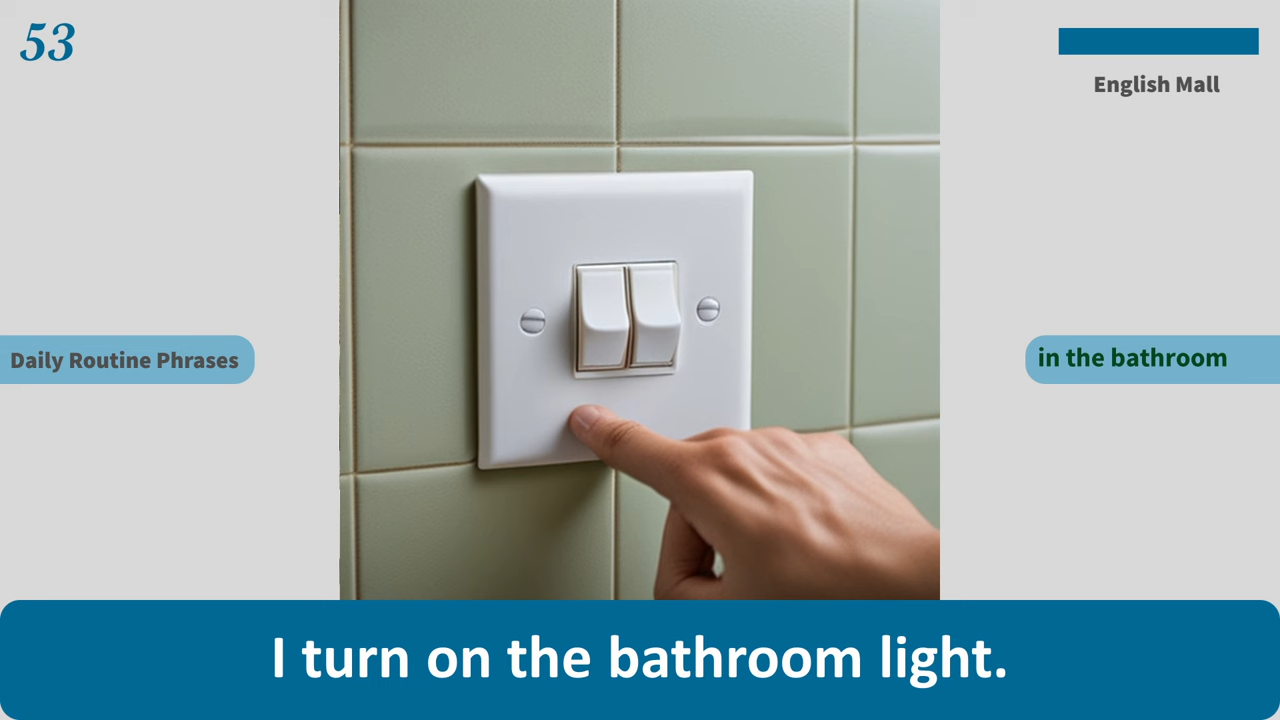 53
English Mall
Daily Routine Phrases
in the bathroom
I turn on the bathroom light.